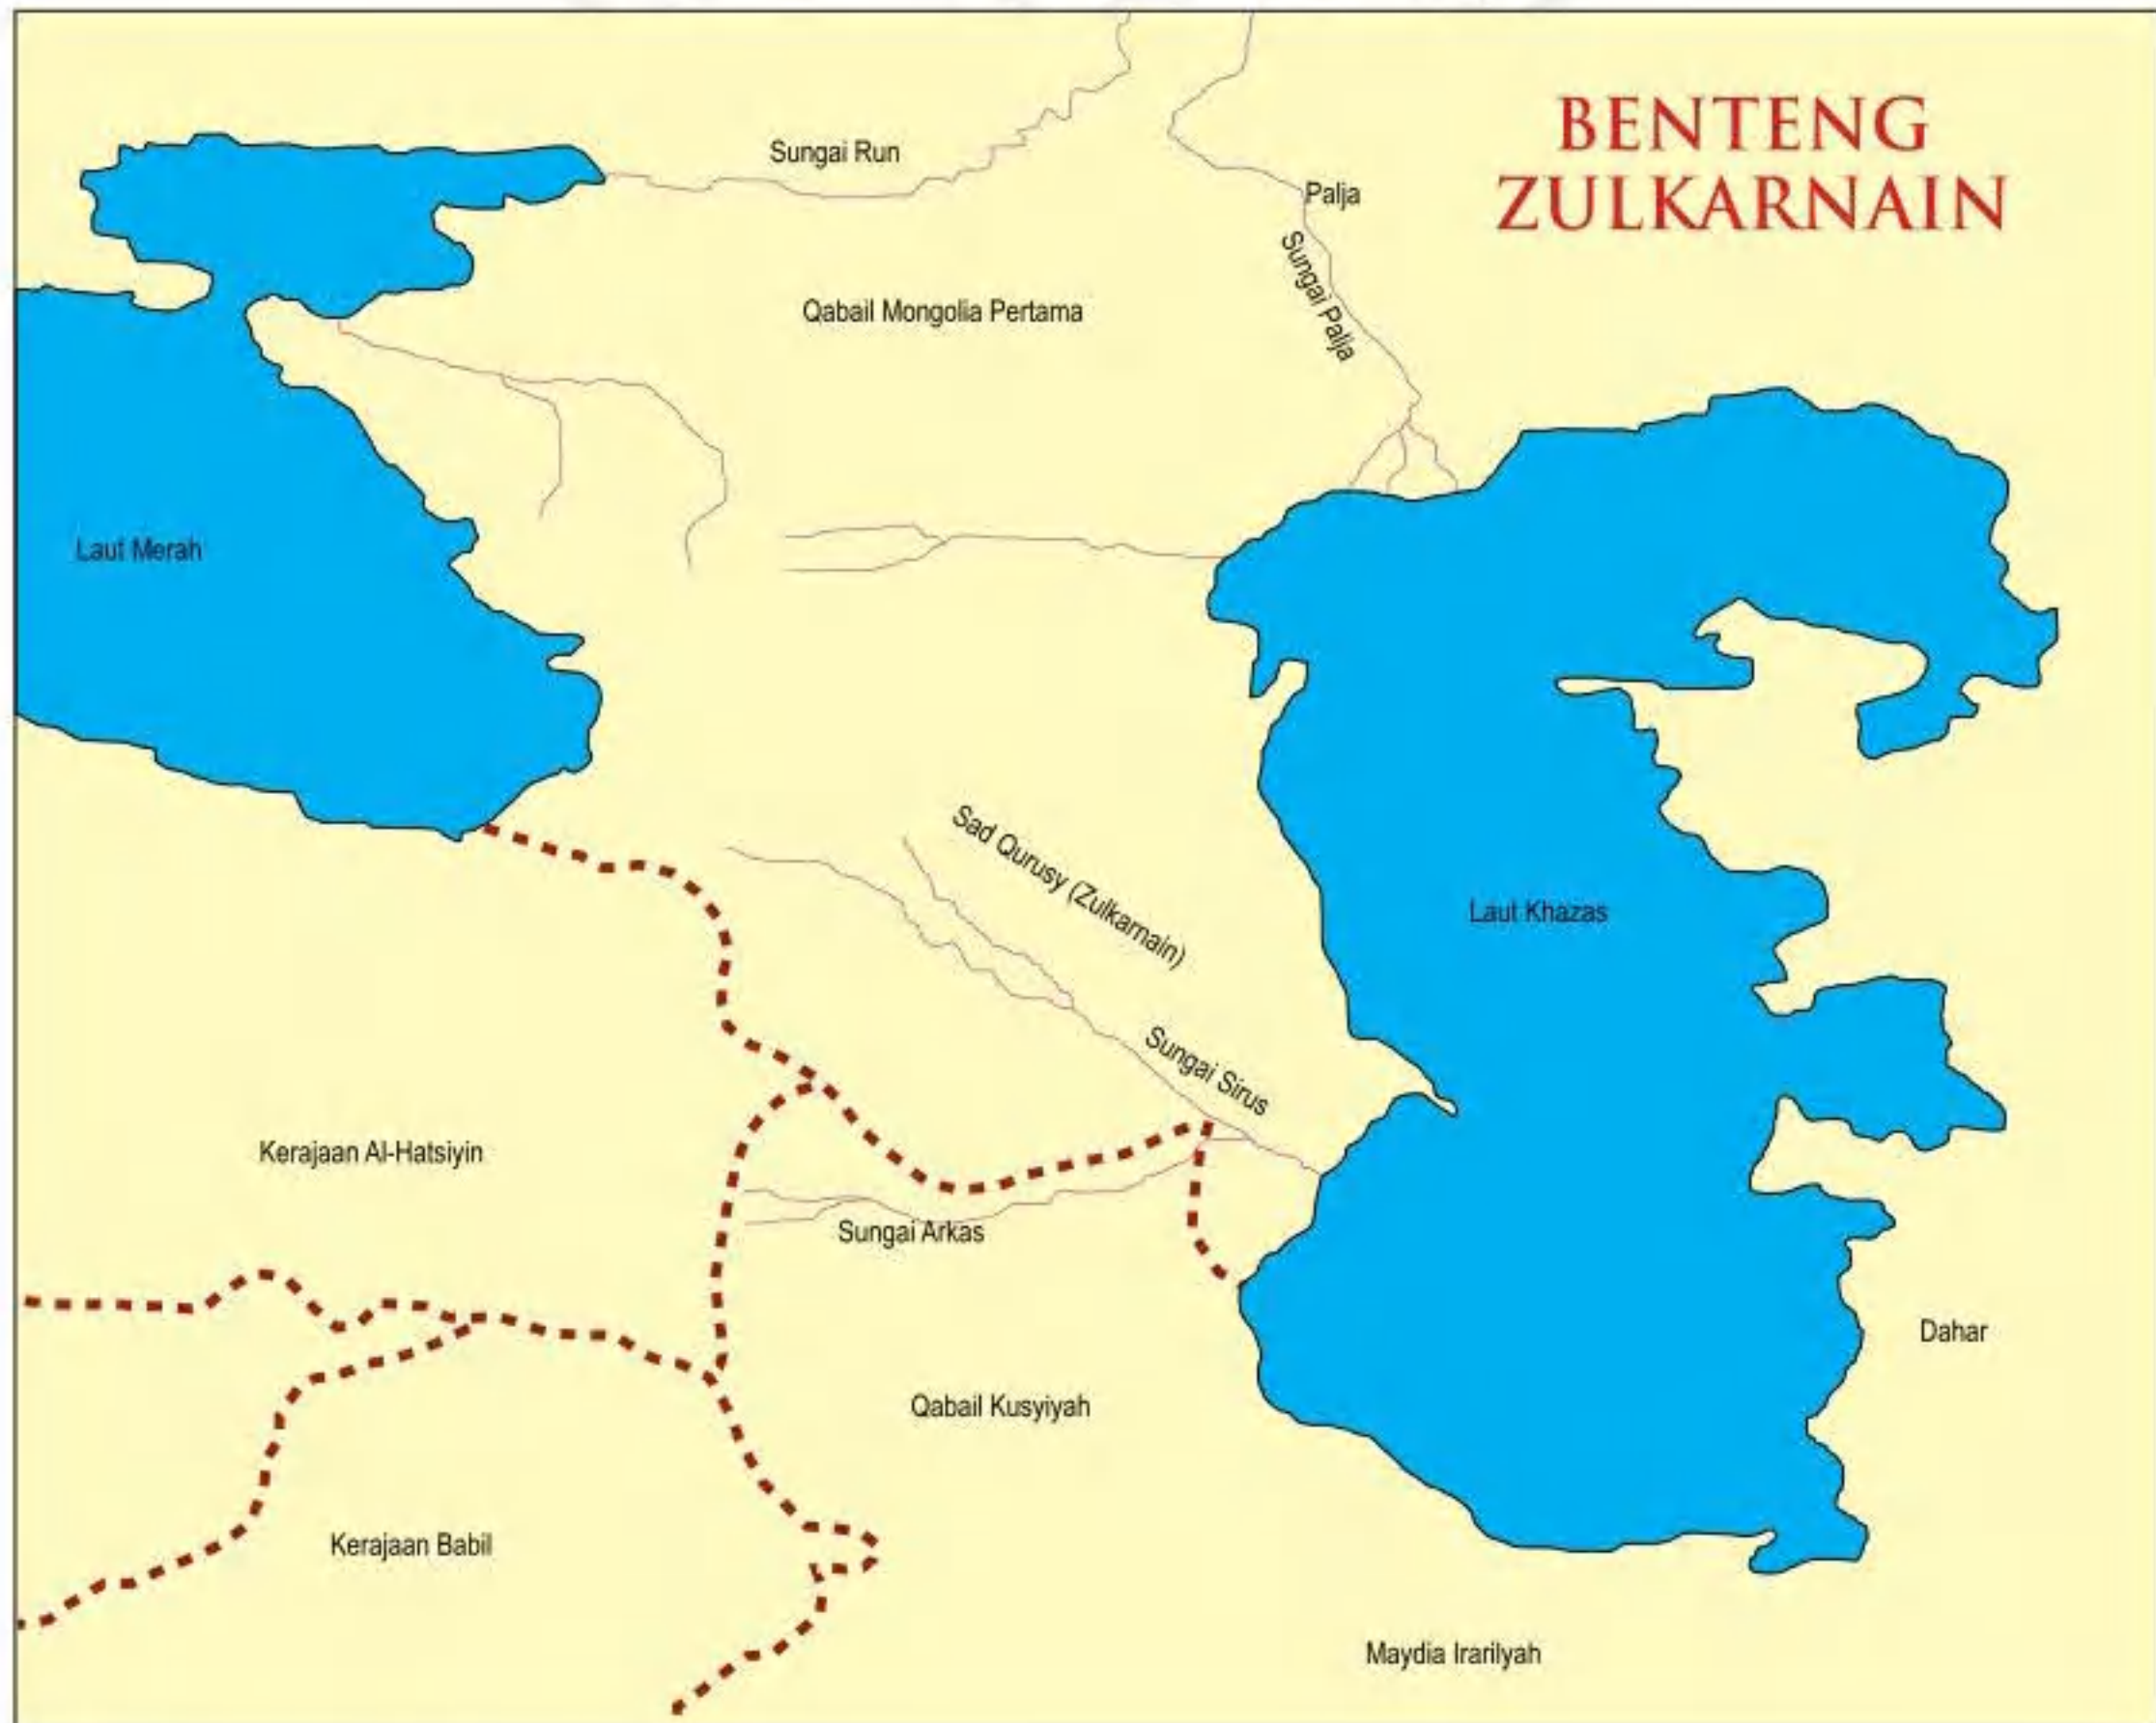 BENTENG
ZULKARNAIN
Sungai Run
Palja
Sungai Palja
Qabail Mongolia Pertama
Laut Merah
Sad Qurusy (Zulkarnain)
Laut Khazas
Sungai Sirus
Kerajaan Al-Hatsiyin
Sungai Arkas
Dahar
Qabail Kusyiyah
Kerajaan Babil
Maydia Irarilyah